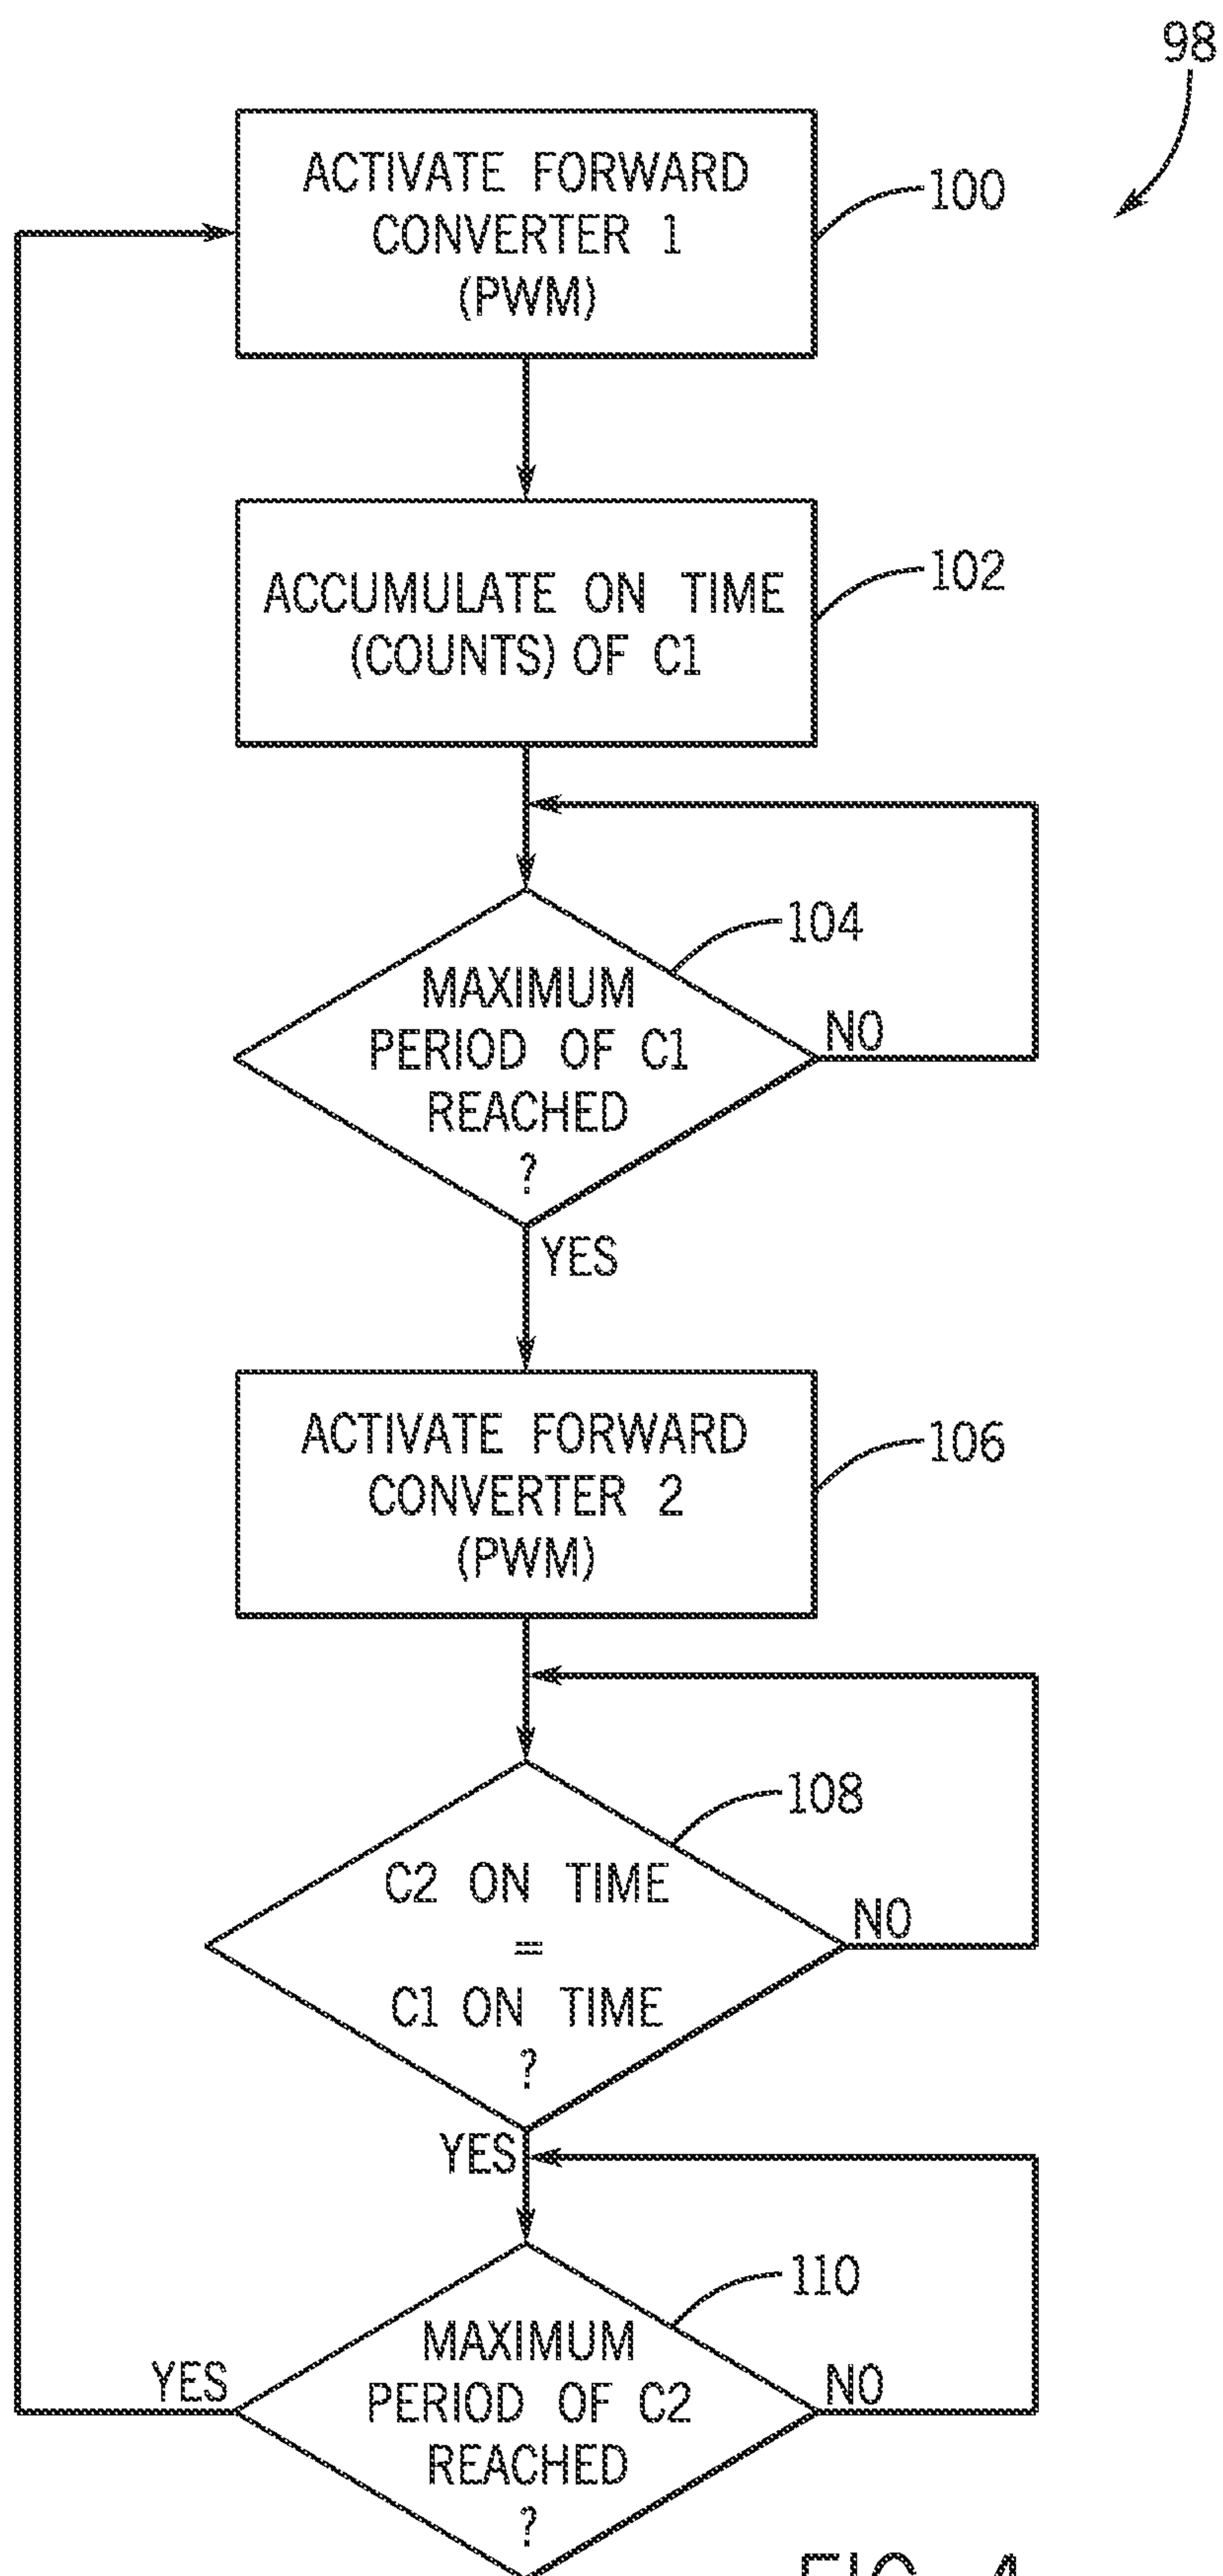 98
ACTIVATE FORWARD
CONVERTER 1
(PWM)
100
ACCUMULATE ON TIME
(COUNTS) OF C1
102
104
MAXIMUM
PERIOD OF C1
REACHED
?
NO
YES
ACTIVATE FORWARD
CONVERTER 2
(PWM)
106
108
C2 ON TIME
=
C1 ON TIME
?
NO
YES
110
MAXIMUM
PERIOD OF C2
REACHED
?
YES
NO